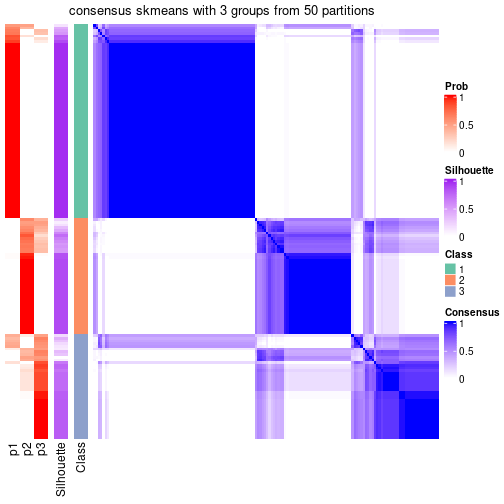 consensus skmeans with 3 groups from 50 partitions
Prob
1
0.5
0
Silhouette
1
0.5
0
Class
1
2
3
Consensus
1
0.5
0
p1
p2
p3
Silhouette
Class